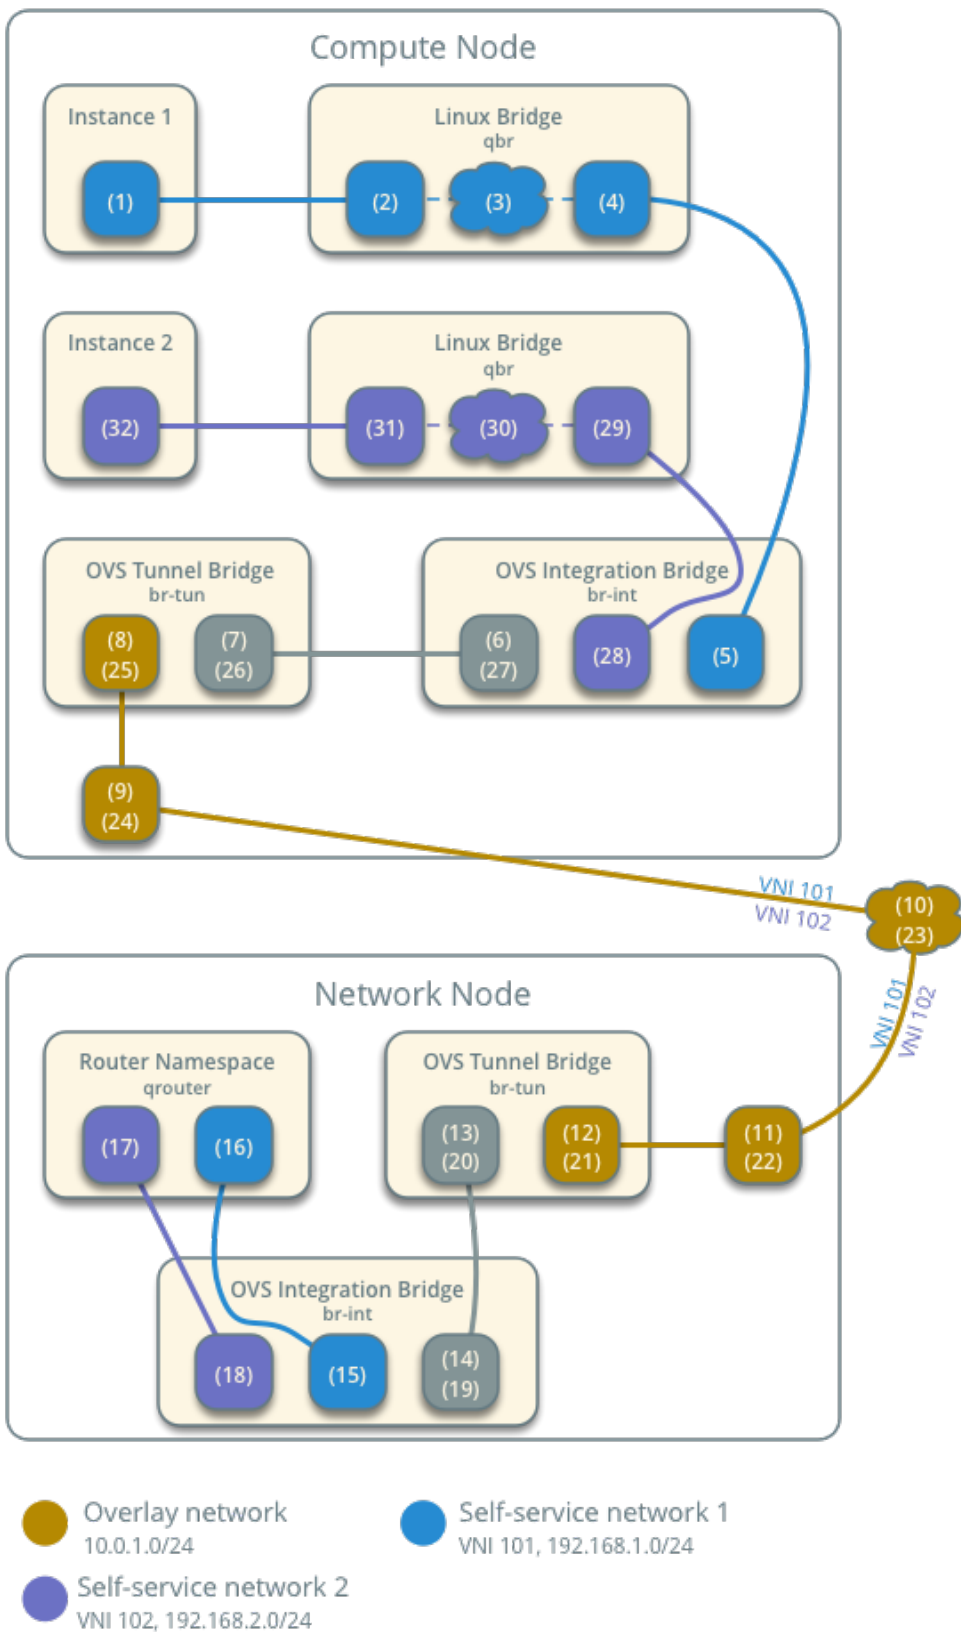 Compute Node
Instance 1
Linux Bridge
qbr
(1)
(2)
(3)
(4)
Instance 2
Linux Bridge
qbr
(32)
(31)
(30)
(29)
OVS Tunnel Bridge
br-tun
(8)
(25)
(7)
(26)
OVS Integration Bridge
br-int
(6)
(27)
(28)
(5)
(9)
(24)
VNI 101
VNI 102
(10)
(23)
VNI 101
VNI 102
Network Node
Router Namespace
qrouter
(17)
(16)
OVS Tunnel Bridge
br-tun
(13)
(20)
(12)
(21)
(11)
(22)
OVS Integration Bridge
br-int
(18)
(15)
(14)
(19)
Overlay network
10.0.1.0/24
Self-service network 1
VNI 101, 192.168.1.0/24
Self-service network 2
VNI 102, 192.168.2.0/24